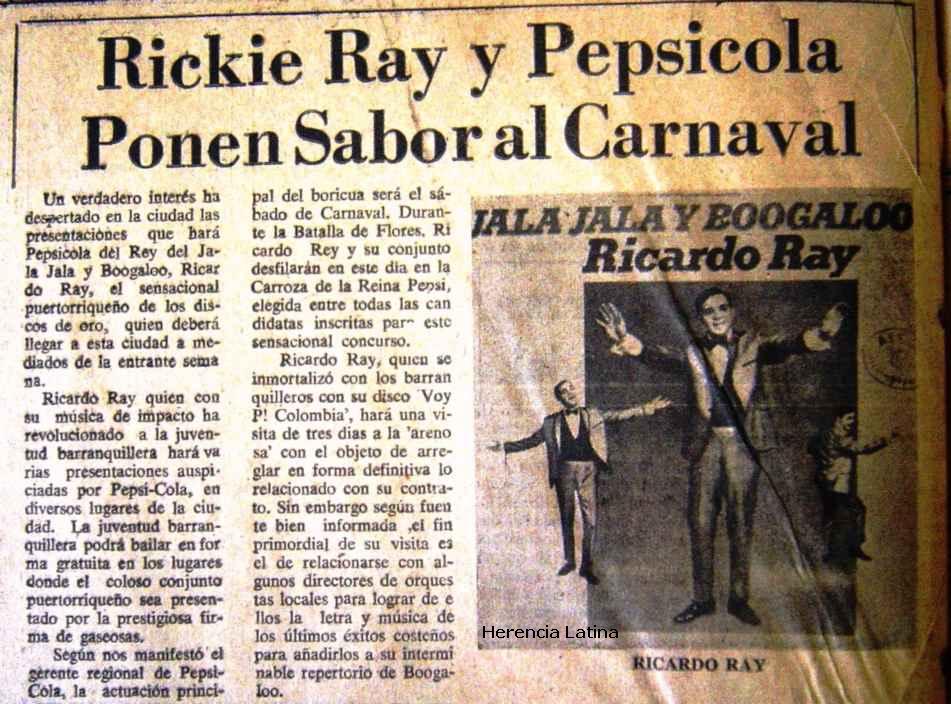 Rickie Ray y Pepsicola
Ponen Sabor al Carnaval
Un verdadero interés ha
despertado en la ciudad las
presentaciones que hará
Pepsicola del Rey del Ja-
la Jala y Boogaloo, Ricar
do Ray, el sensacional
puertorriqueño de los dis-
cos de oro, quien deberá
llegar a esta ciudad a me-
diados de la entrante sema
na.
Ricardo Ray quien con
su música de impacto ha
revolucionado a la juven-
tud barranquillera hará va
rias presentaciones auspi-
ciadas por Pepsi-Cola, en
diversos lugares de la ciu-
dad. La juventud barran-
quillera podrá bailar en for
ma gratuita en los lugares
donde el coloso conjunto
puertorriqueño sea presen-
tado por la prestigiosa fir-
ma de gaseosas.
Según nos manifestó el
gerente regional de Pepsi-
Cola, la actuación princi-
pal del boricua será el sá-
bado de Carnaval. Duran-
te la Batalla de Flores. Ri
cardo Rey y su conjunto
desfilarán en este dia en la
Carroza de la Reina Pepsi,
elegida entre todas las can
didatas inscritas par este
sensacional concurso.
Ricardo Ray, quien se
inmortalizó con los barran
quilleros con su disco 'Voy
P! Colombia', hará una vi-
sita de tres dias a la 'areno
sa' con el objeto de arre-
glar en forma definitiva lo
relacionado con su contra-
to. Sin embargo según fuen
te bien informada ,el fin
primordial de su visita es
el de relacionarse con al-
gunos directores de orques
tas locales para lograr de e
llos la letra y música de
los últimos éxitos costeños
para añadirlos a su intermi
nable repertorio de Booga-
loo.
JALA JALA Y BOOGALOO
Ricardo Ray
Herencia Latina
RICARDO RAY